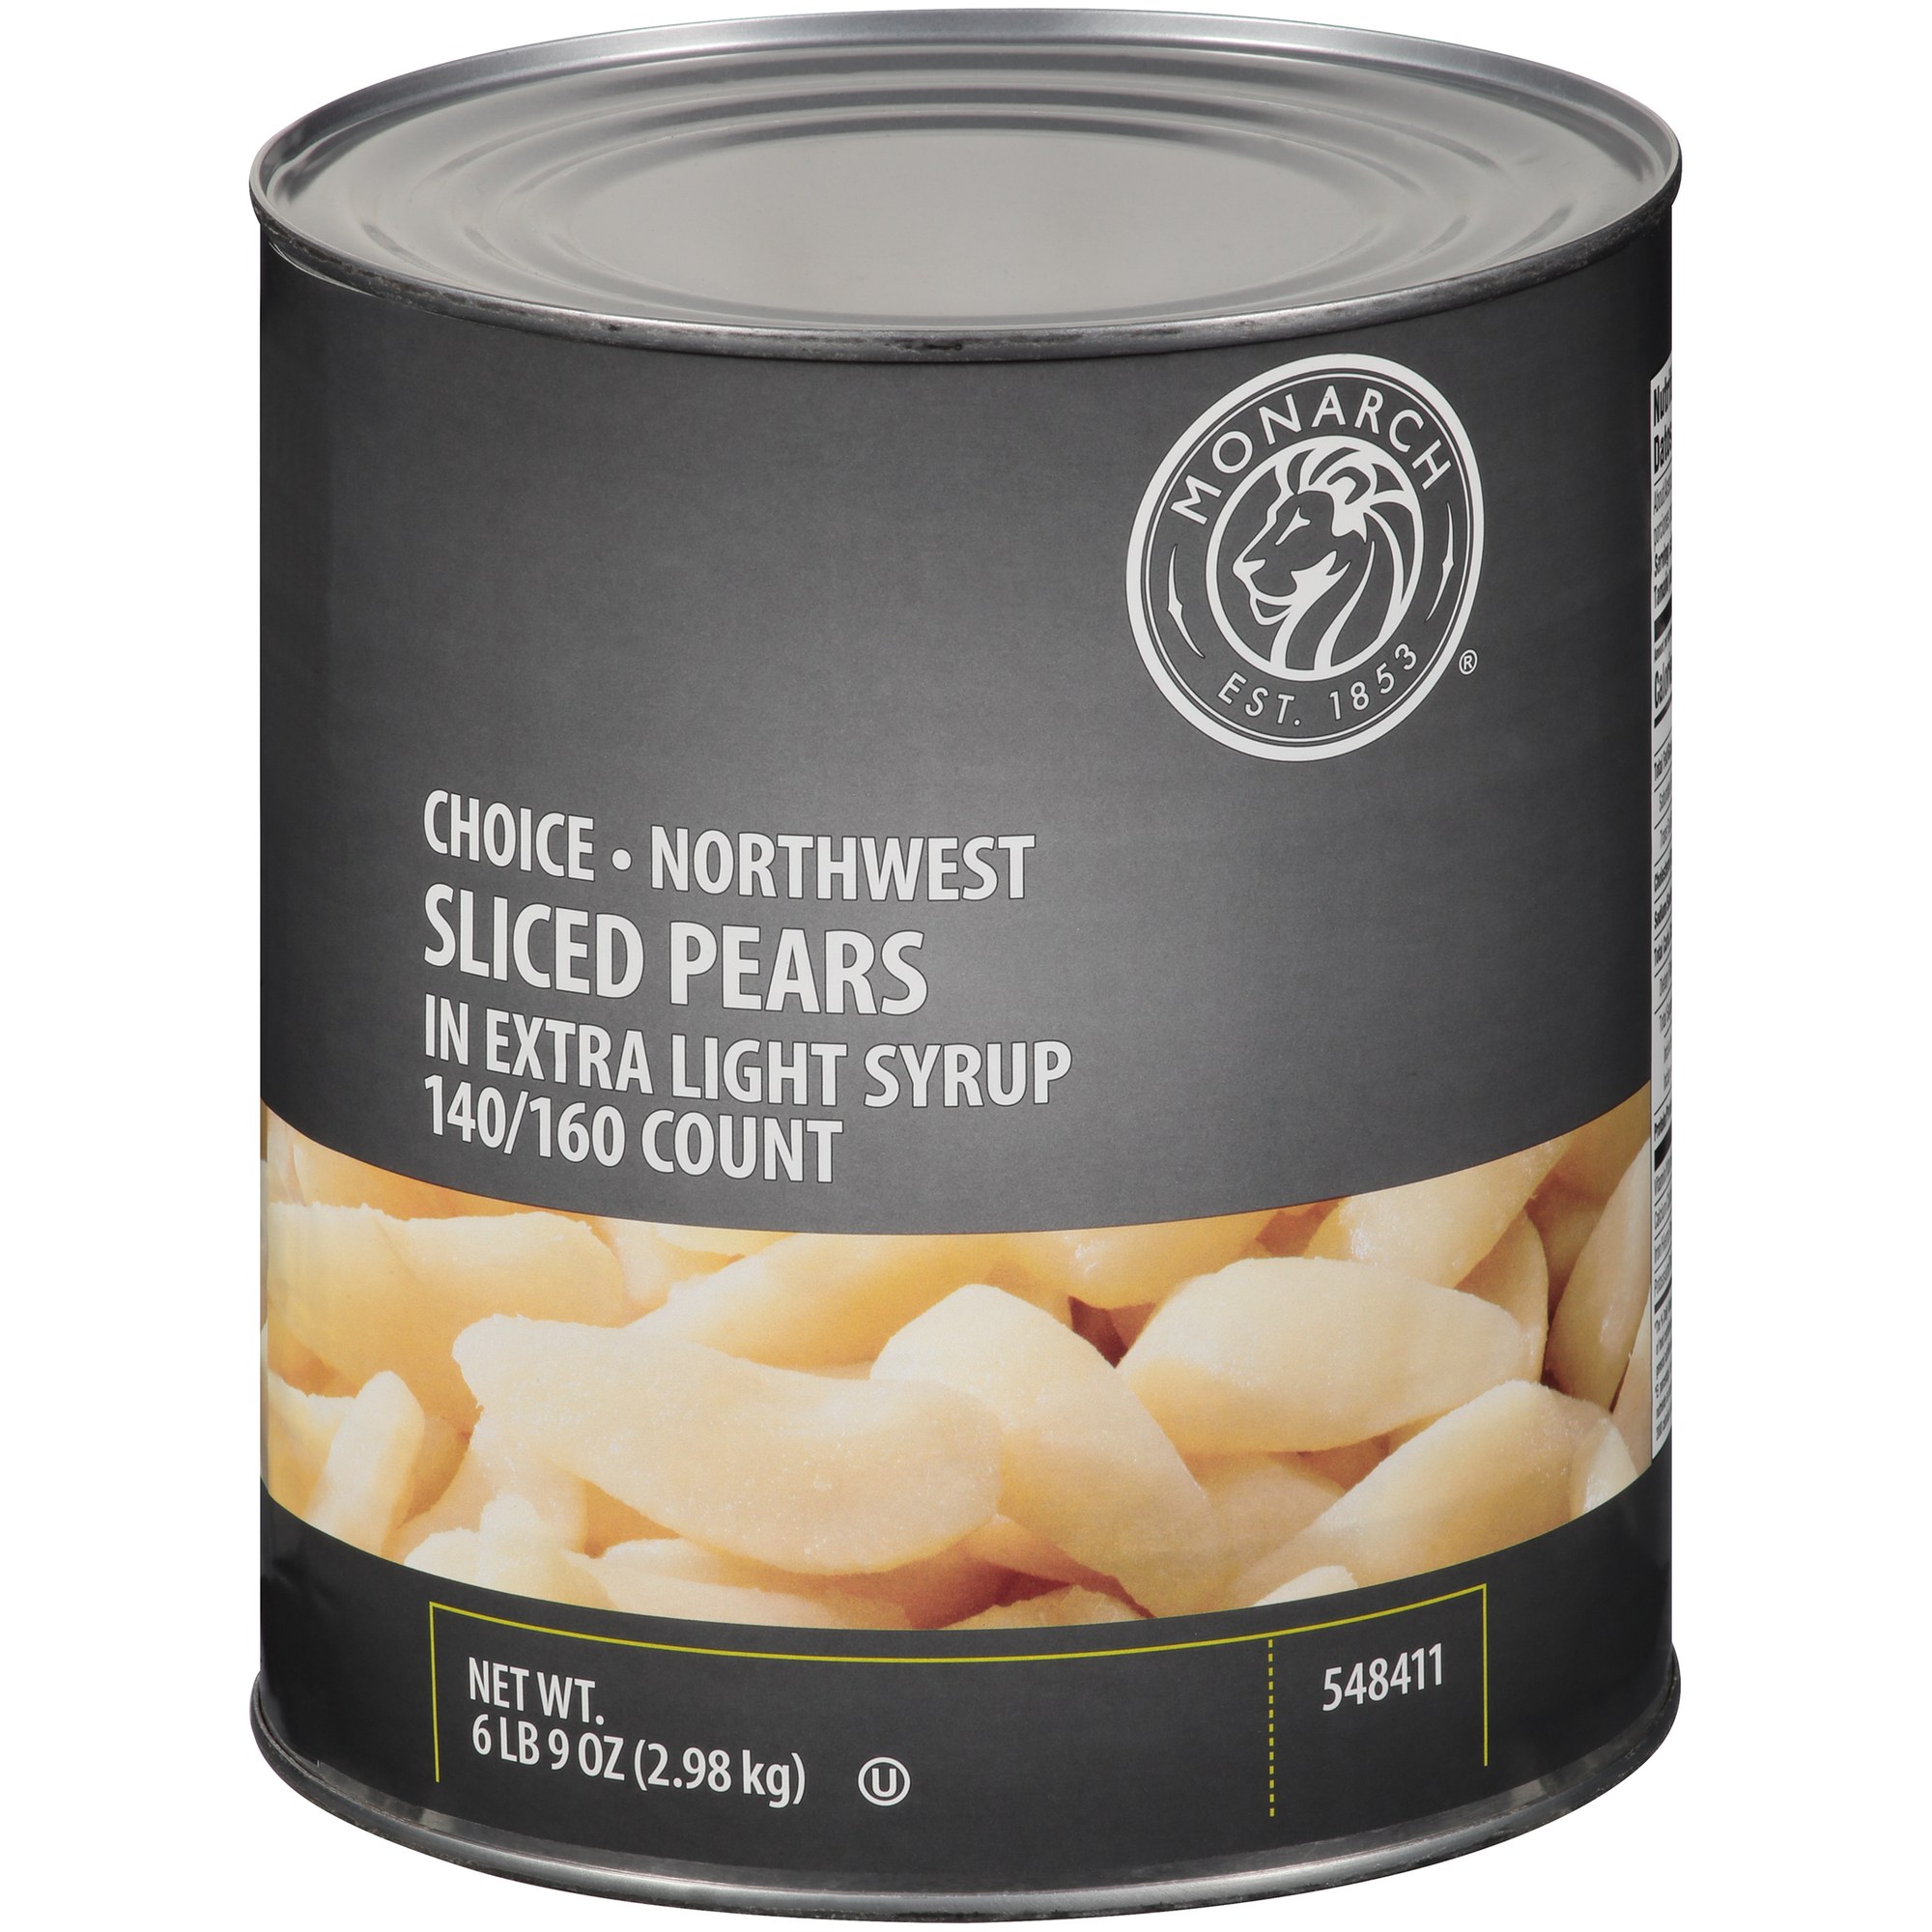 MONARCH
EST. 1853
®
CHOICE • NORTHWEST
SLICED PEARS
IN EXTRA LIGHT SYRUP
140/160 COUNT
NET WT.
6 LB 9 OZ (2.98 kg)
U
548411